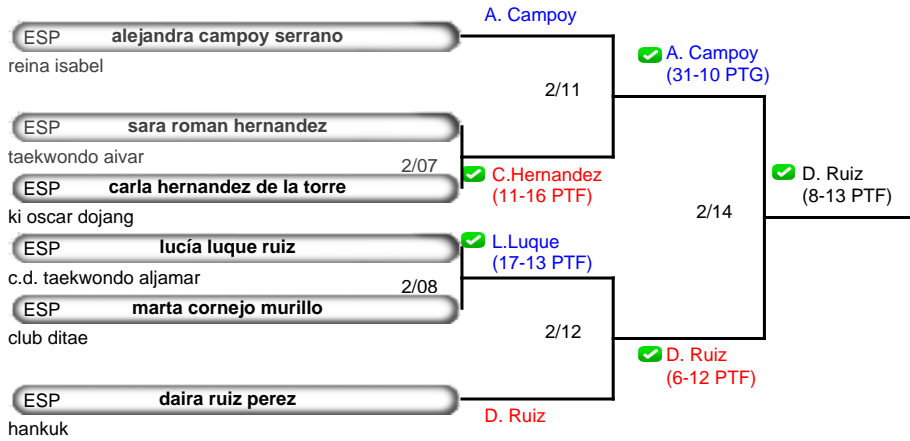 A. Campoy
ESP alejandra campoy serrano
reina isabel
A. Campoy
(31-10 PTG)
2/11
ESP sara roman hernandez
taekwondo aivar
2/07
C.Hernandez
(11-16 PTF)
ESP carla hernandez de la torre
ki oscar dojang
D. Ruiz
(8-13 PTF)
2/14
ESP lucía luque ruiz
c.d. taekwondo aljamar
L.Luque
(17-13 PTF)
2/08
ESP marta cornejo murillo
club ditae
2/12
D. Ruiz
(6-12 PTF)
ESP daira ruiz perez
hankuk
D. Ruiz